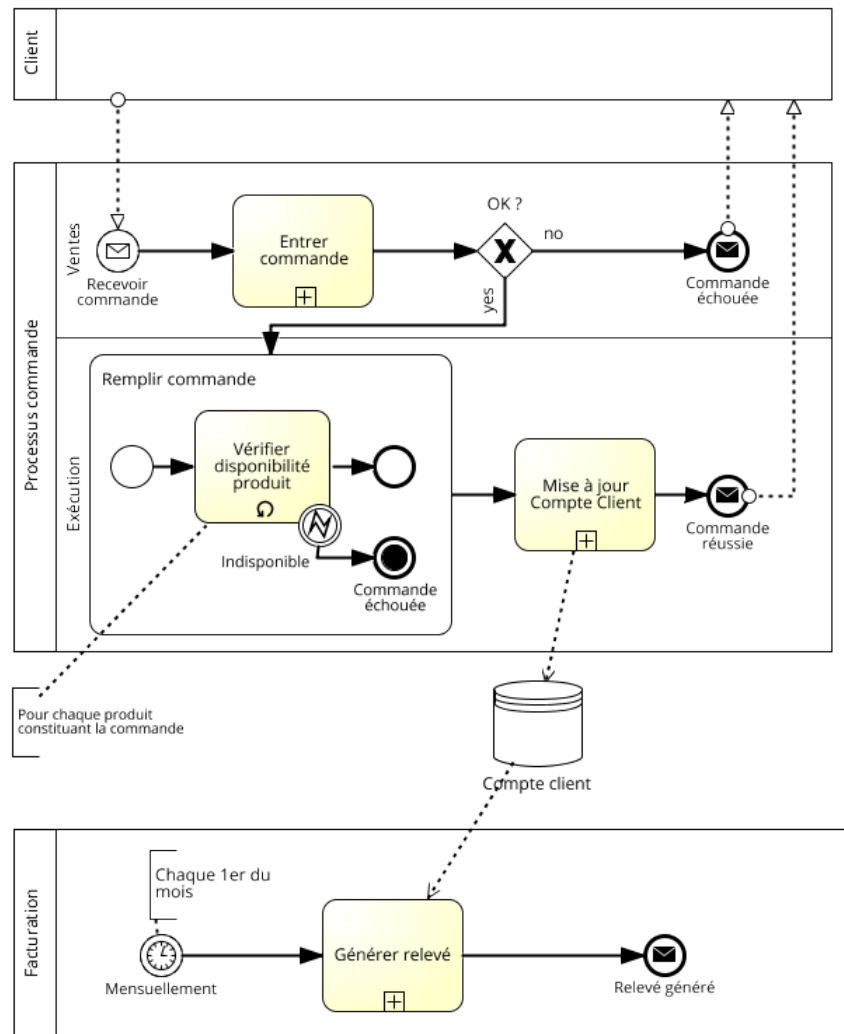 Client
Processus commande
Ventes
Recevoir
commande
Entrer
commande
OK ?
no
yes
Commande
échouée
Exécution
Remplir commande
Vérifier
disponibilité
produit
Indisponible
Commande
échouée
Mise à jour
Compte Client
Commande
réussie
Pour chaque produit
constituant la commande
Compte client
Facturation
Chaque 1er du
mois
Mensuellement
Générer relevé
Relevé généré